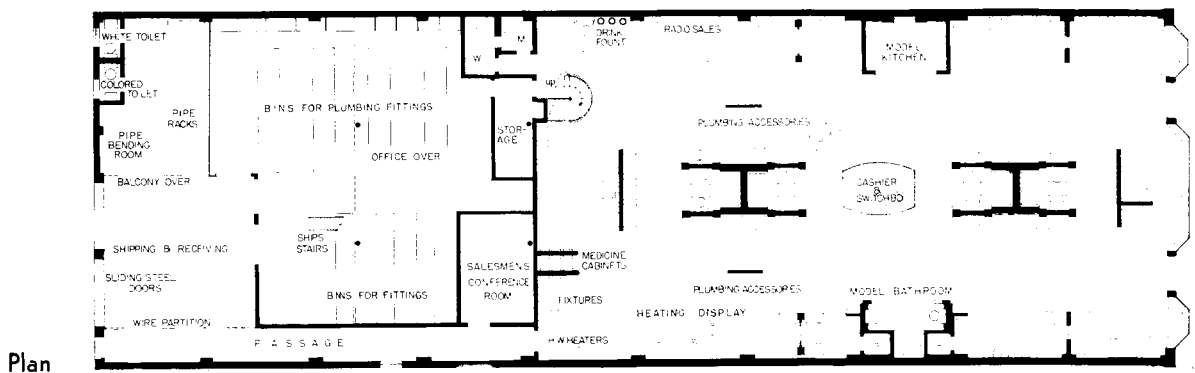 WHITE TOILET
COLORED
TOILET
PIPE
RACKS
PIPE
BENDING
ROOM
BALCONY OVER
SHIPPING & RECEIVING
SLIDING STEEL
DOORS
WIRE PARTITION
PASSAGE
BINS FOR PLUMBING FITTINGS
OFFICE OVER
SHIPS
STAIRS
BINNS FOR FITTINGS
W
M
UP
STOR-
AGE
SALESMENS
CONFERENCE
ROOM
DRINK
FOUNT
RADIO SALES
MODEL
KITCHEN
PLUMBING ACCESSORIES
CASHIER
&
SWITCHBD
MEDICINE
CABINETS
FIXTURES
PLUMBING ACCESSORIES
MODEL BATHROOM
HEATING DISPLAY
H W HEATERS
Plan